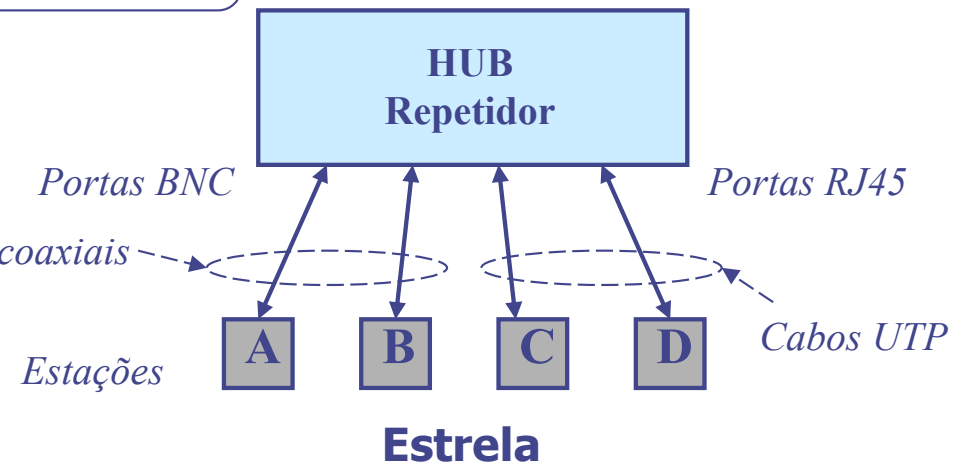 HUB
Repetidor
Portas BNC
Portas RJ45
coaxiais
Cabos UTP
A B C D
Estações
Estrela